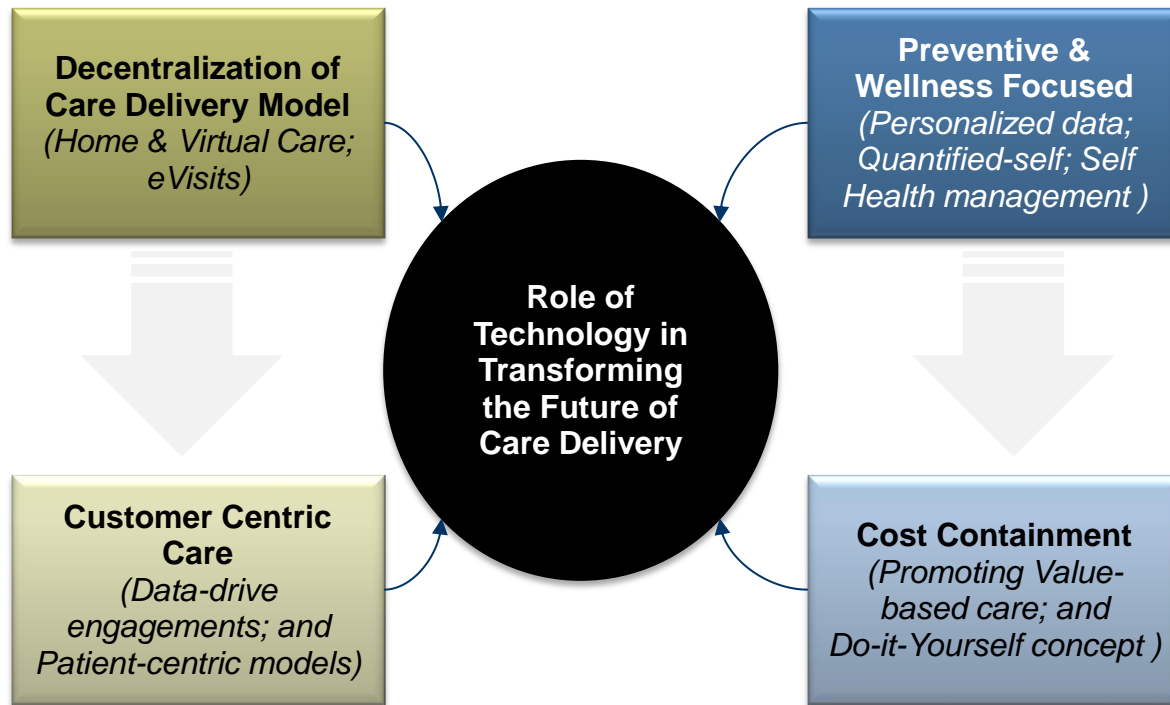 Decentralization of
Care Delivery Model
(Home & Virtual Care;
eVisits)
Preventive &
Wellness Focused
(Personalized data;
Quantified-self; Self
Health management )
Role of
Technology in
Transforming
the Future of
Care Delivery
Customer Centric
Care
(Data-drive
engagements; and
Patient-centric models)
Cost Containment
(Promoting Value-
based care; and
Do-it-Yourself concept )